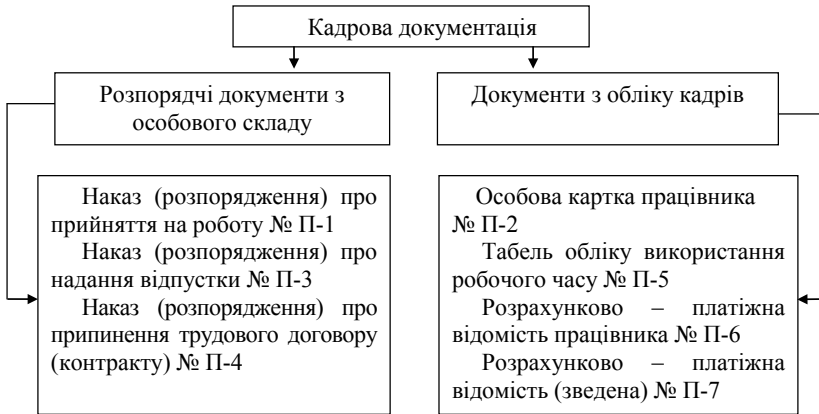 Кадрова документація
Розпорядчі документи з
особового складу
Документи з обліку кадрів
Наказ (розпорядження) про
прийняття на роботу № П-1
Наказ (розпорядження) про
надання відпустки № П-3
Наказ (розпорядження) про
припинення трудового договору
(контракту) № П-4
Особова картка працівника
№ П-2
Табель обліку використання
робочого часу № П-5
Розрахунково – платіжна
відомість працівника № П-6
Розрахунково – платіжна
відомість (зведена) № П-7